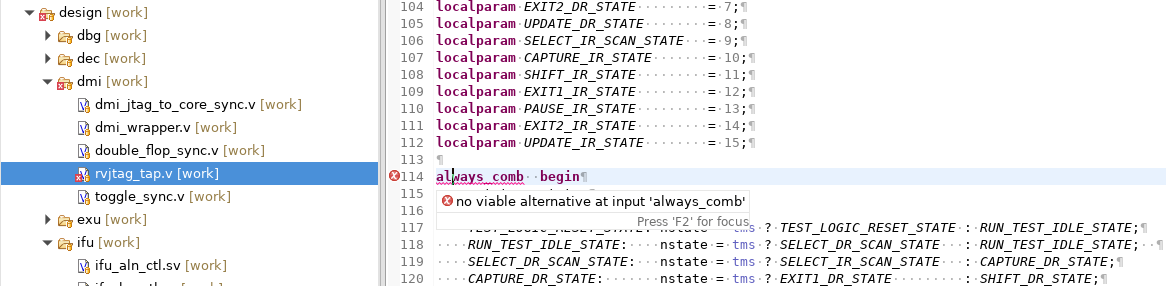 design [work]
dbg [work]
dec [work]
dmi [work]
dmi_jtag_to_core_sync.v [work]
dmi_wrapper.v [work]
double_flop_sync.v [work]
rvjtag_tap.v [work]
toggle_sync.v [work]
exu [work]
ifu [work]
ifu_aln_ctl.sv [work]
104 localparam·EXIT2_DR_STATE········=·7;¶
105 localparam·UPDATE_DR_STATE·······=·8;¶
106 localparam·SELECT_IR_SCAN_STATE···=·9;¶
107 localparam·CAPTURE_IR_STATE·······=·10;¶
108 localparam·SHIFT_IR_STATE········=·11;¶
109 localparam·EXIT1_IR_STATE········=·12;¶
110 localparam·PAUSE_IR_STATE········=·13;¶
111 localparam·EXIT2_IR_STATE········=·14;¶
112 localparam·UPDATE_IR_STATE·······=·15;¶
113 ¶
114 always_comb··begin¶
115
no viable alternative at input 'always_comb'
116
Press 'F2' for focus
117 ····TEST_LOGIC_RESET_STATE: nstate·=·tms·?·TEST_LOGIC_RESET_STATE··:·RUN_TEST_IDLE_STATE;¶
118 ····RUN_TEST_IDLE_STATE:····nstate·=·tms·?·SELECT_DR_SCAN_STATE···:·RUN_TEST_IDLE_STATE;··¶
119 ····SELECT_DR_SCAN_STATE:···nstate·=·tms·?·SELECT_IR_SCAN_STATE···:·CAPTURE_DR_STATE;¶
120 ····CAPTURE_DR_STATE:·······nstate·=·tms·?·EXIT1_DR_STATE········:·SHIFT_DR_STATE;¶